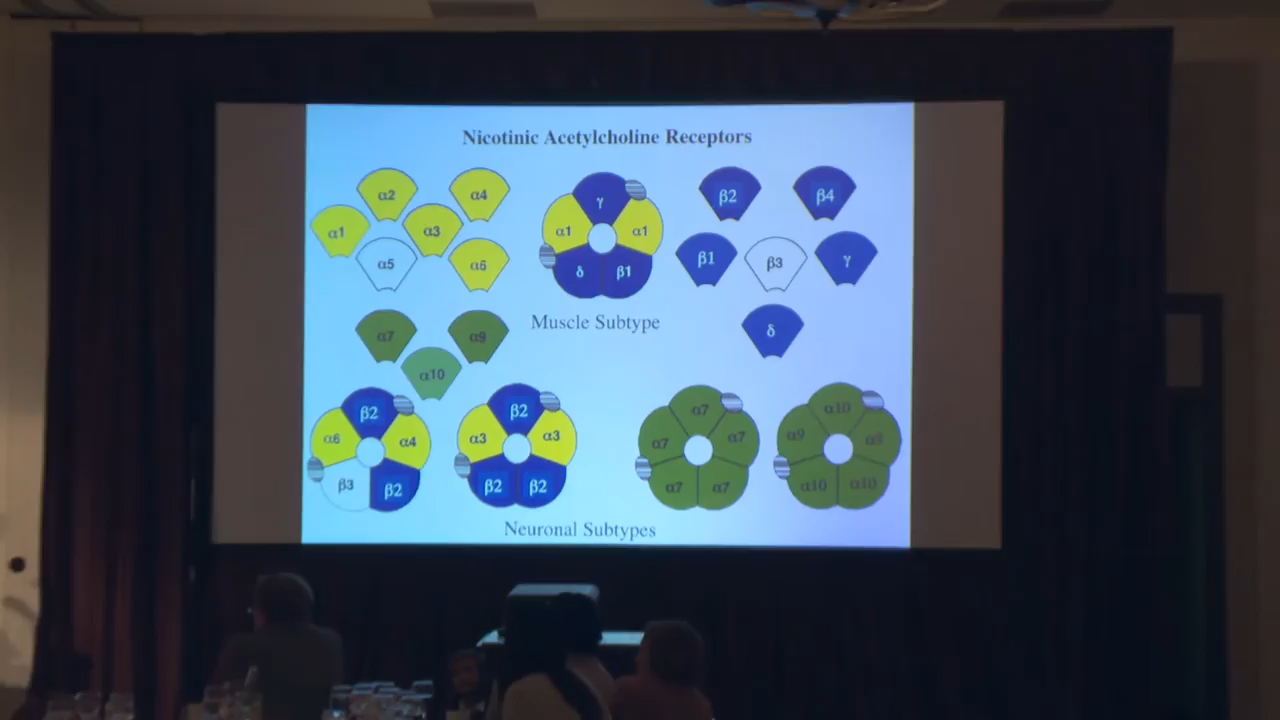 Nicotinic Acetylcholine Receptors
α2 α4
α1 α3
α5 α6
α7 α9
α10
γ
α1 α1
δ β1
Muscle Subtype
β2 β4
β1 β3 γ
δ
β2
α6 α4
β3 β2
β2
α3 α3
β2 β2
α7
α7 α7
α7 α7
α10
α9 α9
α10 α10
Neuronal Subtypes